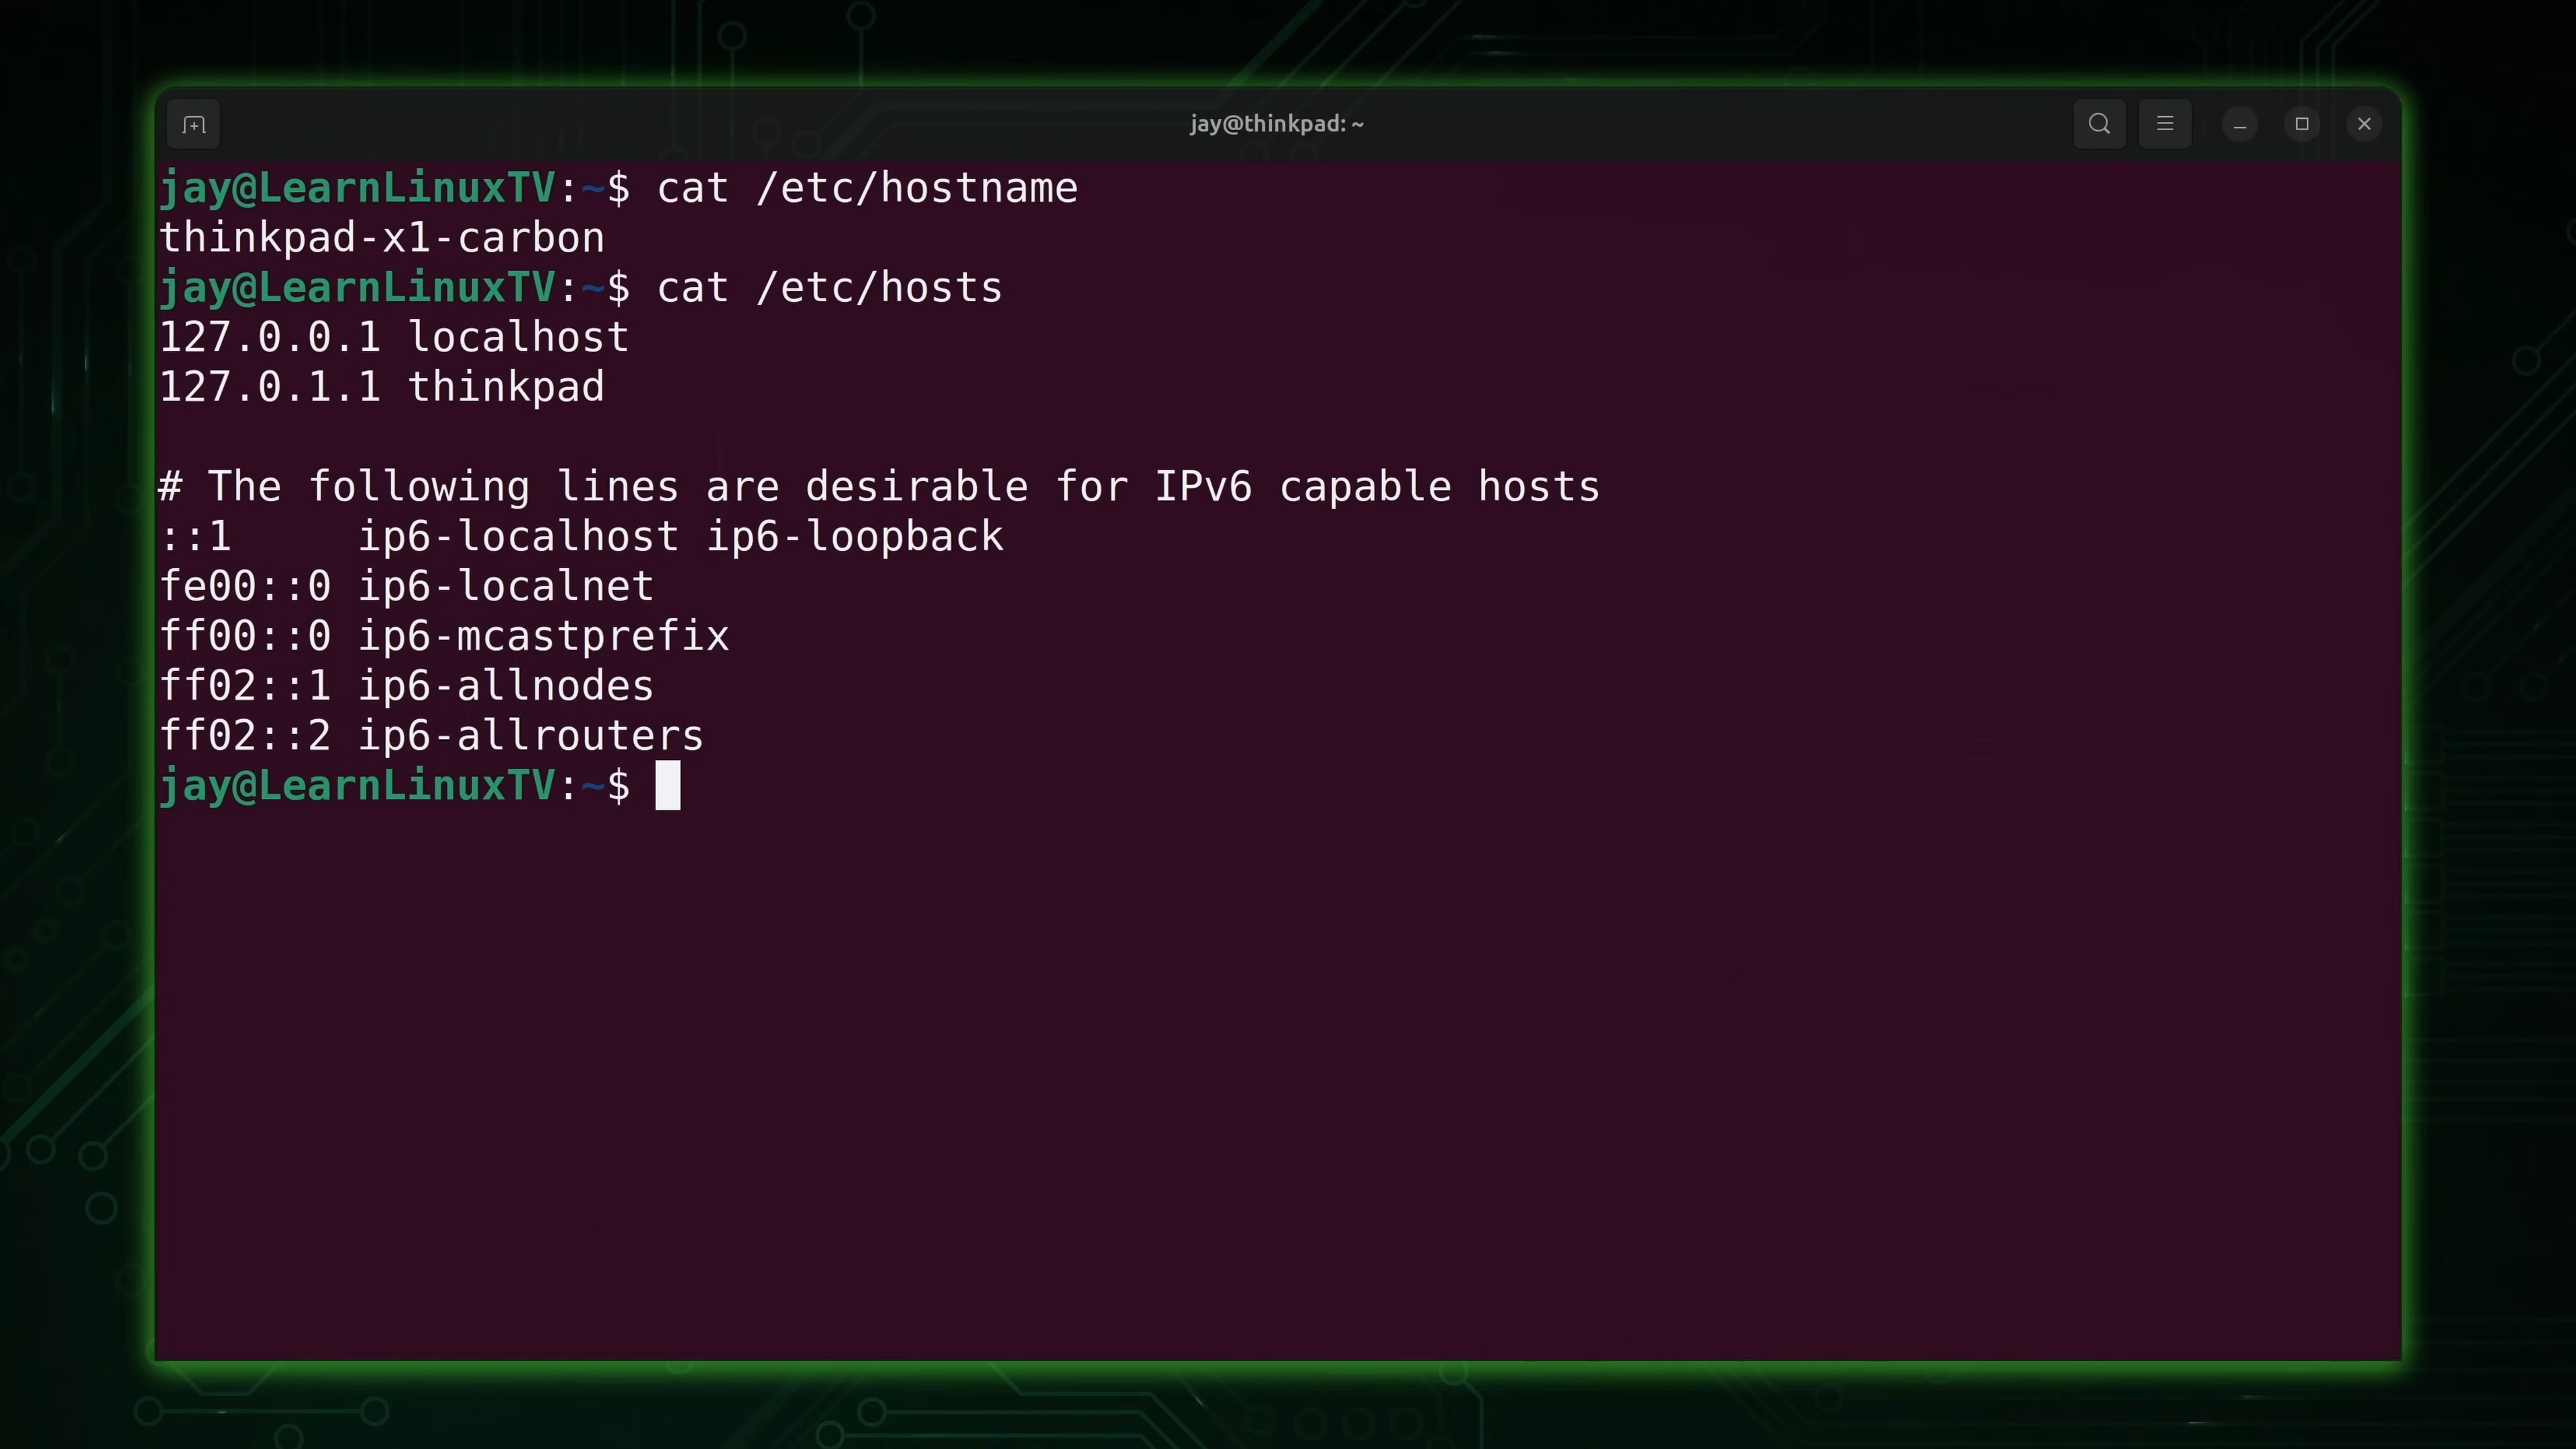 jay@thinkpad: ~
jay@LearnLinuxTV:~$ cat /etc/hostname
thinkpad-x1-carbon
jay@LearnLinuxTV:~$ cat /etc/hosts
127.0.0.1 localhost
127.0.1.1 thinkpad

# The following lines are desirable for IPv6 capable hosts
::1     ip6-localhost ip6-loopback
fe00::0 ip6-localnet
ff00::0 ip6-mcastprefix
ff02::1 ip6-allnodes
ff02::2 ip6-allrouters
jay@LearnLinuxTV:~$